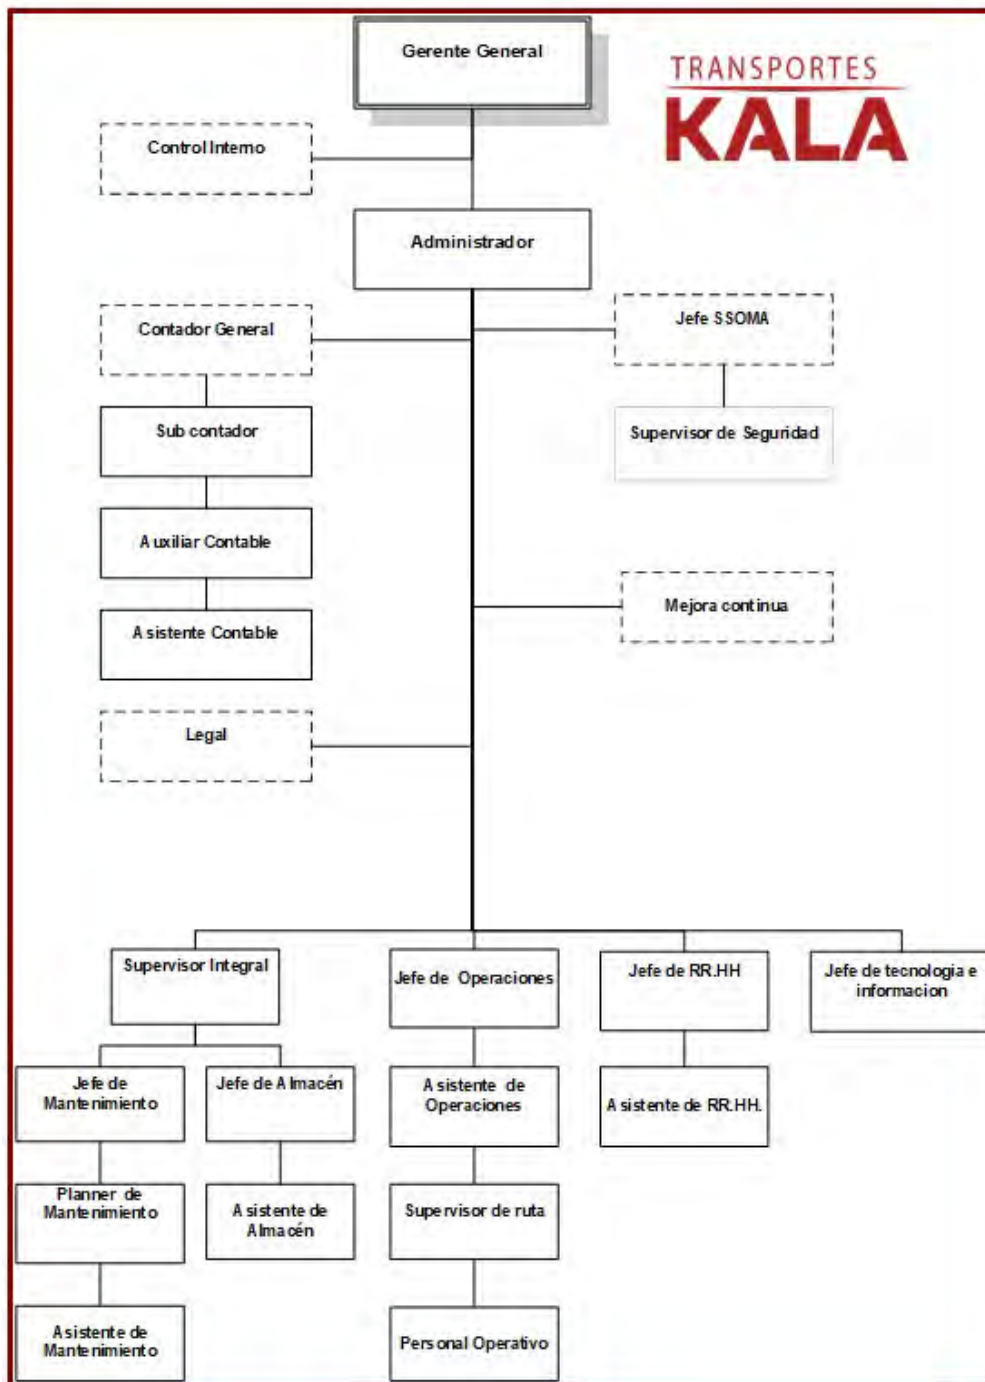 Gerente General
TRANSPORTES
KALA
Control Interno
Administrador
Contador General
Jefe SSOMA
Sub contador
Supervisor de Seguridad
Auxiliar Contable
Asistente Contable
Mejora continua
Legal
Supervisor Integral
Jefe de Operaciones
Jefe de RR.HH
Jefe de tecnologia e
informacion
Jefe de
Mantenimiento
Jefe de Almacén
Asistente de
Operaciones
Asistente de RR.HH.
Planner de
Mantenimiento
Asistente de
Almacén
Supervisor de ruta
Asistente de
Mantenimiento
Personal Operativo